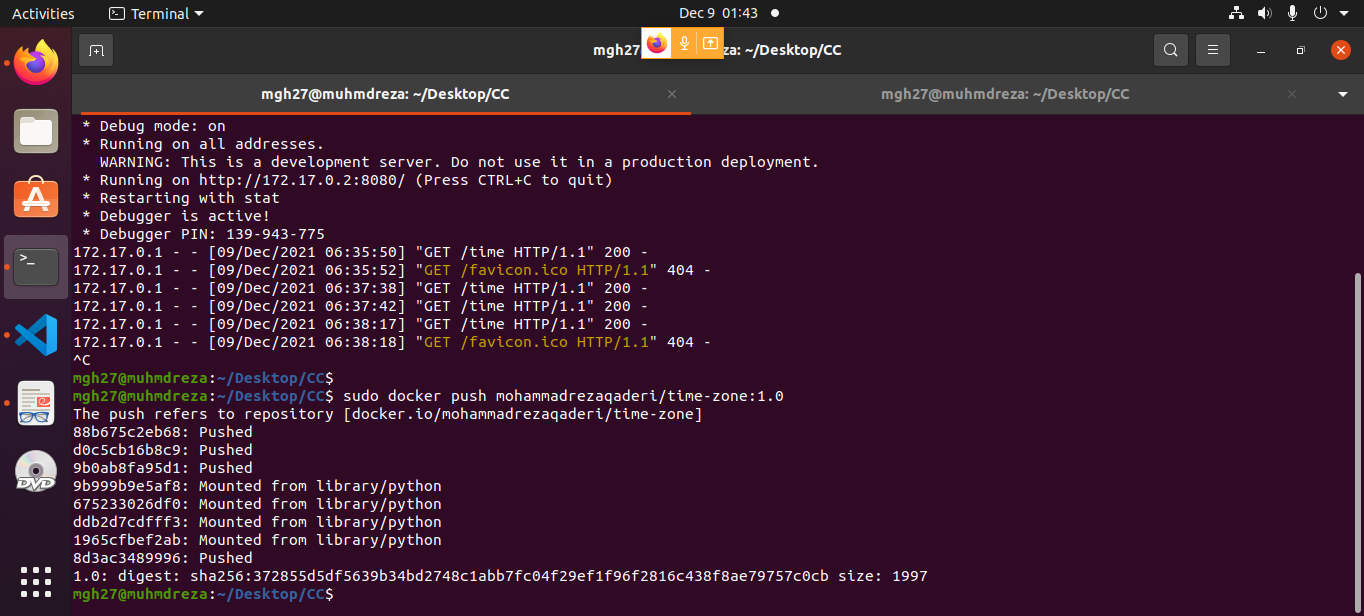 Activities Terminal Dec 9 01:43
mgh27 za: ~/Desktop/CC
mgh27@muhmdreza: ~/Desktop/CC mgh27@muhmdreza: ~/Desktop/CC
* Debug mode: on
* Running on all addresses.
WARNING: This is a development server. Do not use it in a production deployment.
* Running on http://172.17.0.2:8080/ (Press CTRL+C to quit)
* Restarting with stat
* Debugger is active!
* Debugger PIN: 139-943-775
172.17.0.1 - - [09/Dec/2021 06:35:50] "GET /time HTTP/1.1" 200 -
172.17.0.1 - - [09/Dec/2021 06:35:52] "GET /favicon.ico HTTP/1.1" 404 -
172.17.0.1 - - [09/Dec/2021 06:37:38] "GET /time HTTP/1.1" 200 -
172.17.0.1 - - [09/Dec/2021 06:37:42] "GET /time HTTP/1.1" 200 -
172.17.0.1 - - [09/Dec/2021 06:38:17] "GET /time HTTP/1.1" 200 -
172.17.0.1 - - [09/Dec/2021 06:38:18] "GET /favicon.ico HTTP/1.1" 404 -
^C
mgh27@muhmdreza:~/Desktop/CC$
mgh27@muhmdreza:~/Desktop/CC$ sudo docker push mohammadrezaqaderi/time-zone:1.0
The push refers to repository [docker.io/mohammadrezaqaderi/time-zone]
88b675c2eb68: Pushed
d0c5cb16b8c9: Pushed
9b0ab8fa95d1: Pushed
9b999b9e5af8: Mounted from library/python
675233026df0: Mounted from library/python
ddb2d7cdfff3: Mounted from library/python
1965cfbef2ab: Mounted from library/python
8d3ac3489996: Pushed
1.0: digest: sha256:372855d5df5639b34bd2748c1abb7fc04f29ef1f96f2816c438f8ae79757c0cb size: 1997
mgh27@muhmdreza:~/Desktop/CC$
DVD